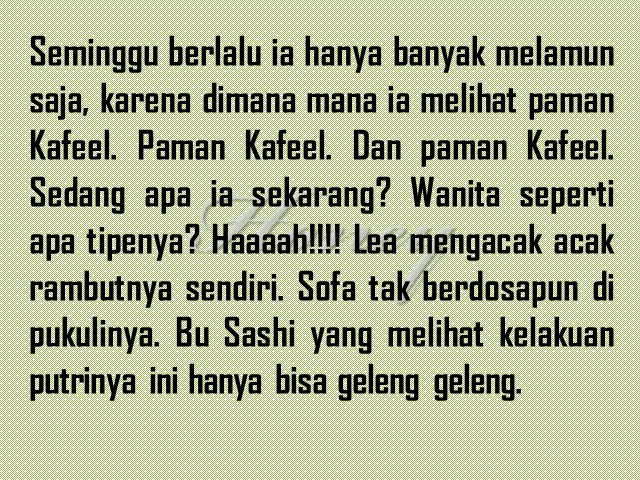 Seminggu berlalu ia hanya banyak melamun
saja, karena dimana mana ia melihat paman
Kafeel. Paman Kafeel. Dan paman Kafeel.
Sedang apa ia sekarang? Wanita seperti
apa tipenya? Haaaah!!!! Lea mengacak acak
rambutnya sendiri. Sofa tak berdosapun di
pukulinya. Bu Sashi yang melihat kelakuan
putrinya ini hanya bisa geleng geleng.